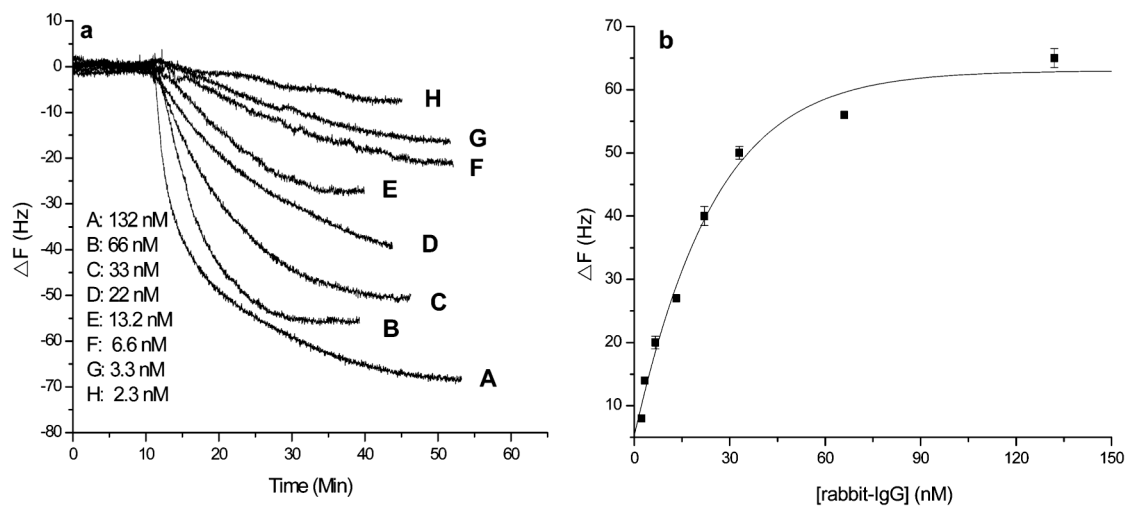 a
10
0
-10
-20
-30
-40
-50
-60
-70
-80
△F (Hz)
H
G
F
E
D
C
B
A
A: 132 nM
B: 66 nM
C: 33 nM
D: 22 nM
E: 13.2 nM
F: 6.6 nM
G: 3.3 nM
H: 2.3 nM
0 10 20 30 40 50 60
Time (Min)
b
70
60
50
40
30
20
10
△F (Hz)
0 30 60 90 120 150
[rabbit-IgG] (nM)